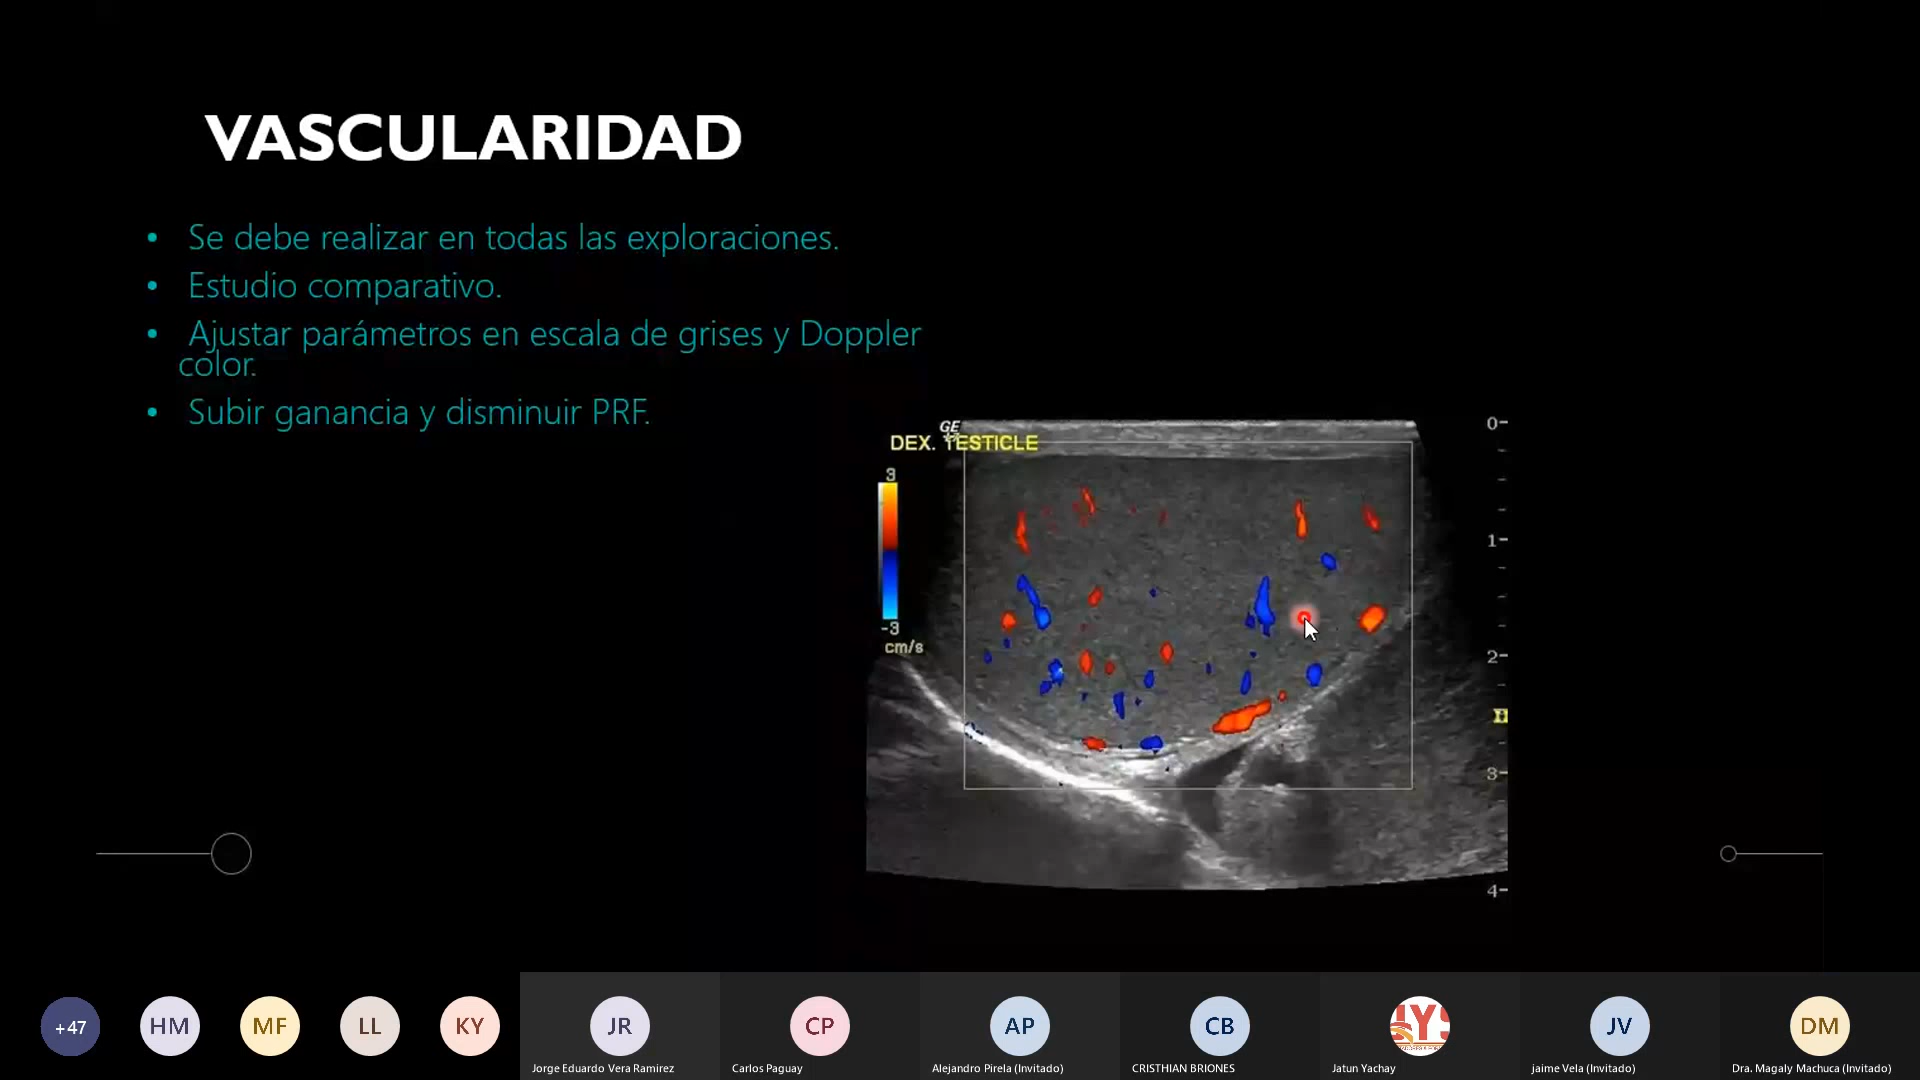 VASCULARIDAD
• Se debe realizar en todas las exploraciones.
• Estudio comparativo.
• Ajustar parámetros en escala de grises y Doppler
color.
• Subir ganancia y disminuir PRF.
GE
DEX. TESTICLE
3
-3
cm/s
0-
1-
2-
3-
4-
+47
HM
MF
LL
KY
JR
CP
AP
CB
JV
DM
Jorge Eduardo Vera Ramirez
Carlos Paguay
Alejandro Pirela (Invitado)
CRISTHIAN BRIONES
Jatun Yachay
jaime Vela (Invitado)
Dra. Magaly Machuca (Invitado)